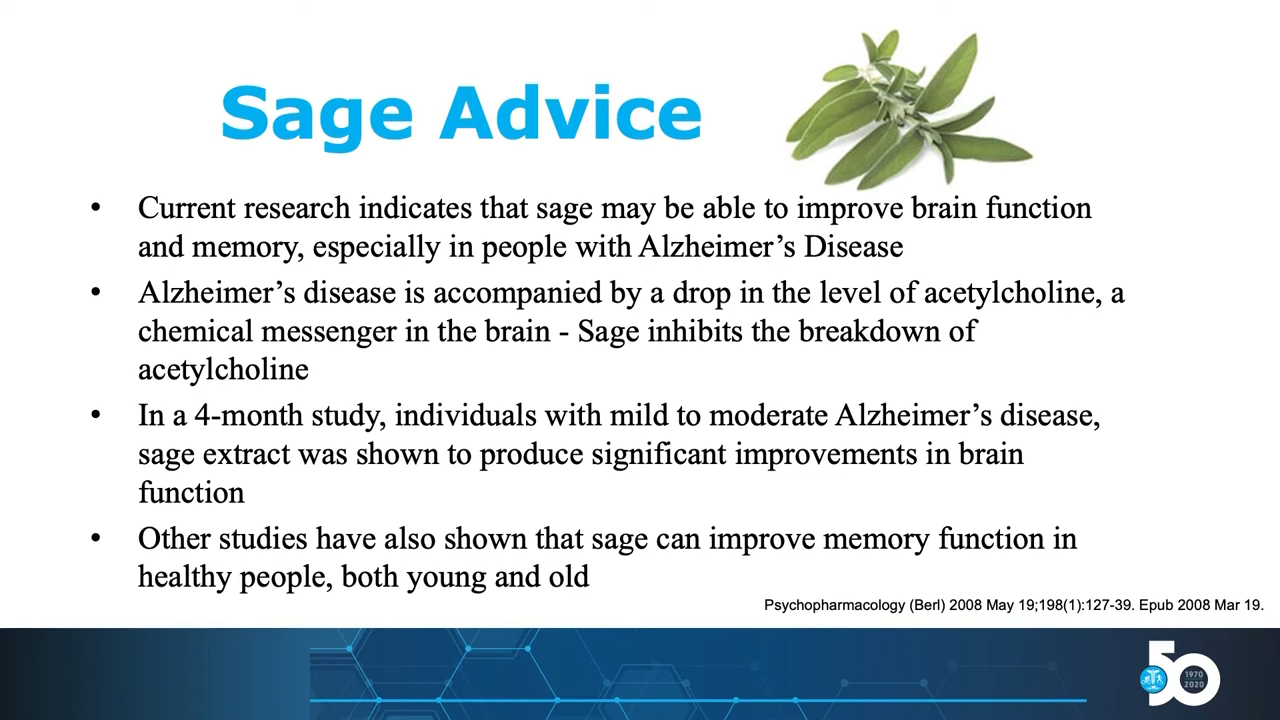 Sage Advice
• Current research indicates that sage may be able to improve brain function
and memory, especially in people with Alzheimer’s Disease
• Alzheimer’s disease is accompanied by a drop in the level of acetylcholine, a
chemical messenger in the brain - Sage inhibits the breakdown of
acetylcholine
• In a 4-month study, individuals with mild to moderate Alzheimer’s disease,
sage extract was shown to produce significant improvements in brain
function
• Other studies have also shown that sage can improve memory function in
healthy people, both young and old
Psychopharmacology (Berl) 2008 May 19;198(1):127-39. Epub 2008 Mar 19.
50
1970
2020